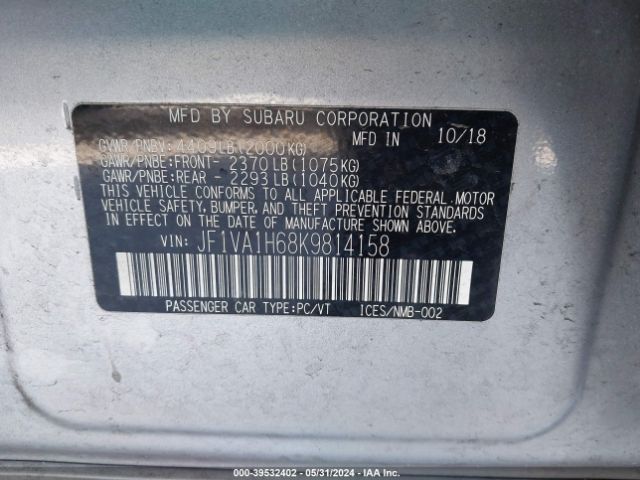 MFD BY SUBARU CORPORATION
MFD IN 10/18
GVWR/PNBV: 4409LB(2000KG)
GAWR/PNBE:FRONT- 2370LB(1075KG)
GAWR/PNBE:REAR - 2293LB(1040KG)
THIS VEHICLE CONFORMS TO ALL APPLICABLE FEDERAL MOTOR
VEHICLE SAFETY, BUMPER, AND THEFT PREVENTION
STANDARDS IN EFFECT ON THE DATE OF MANUFACTURE SHOWN ABOVE.
VIN: JF1VA1H68K9814158
PASSENGER CAR TYPE:PC/VT ICES/NMB-002
000-39532402 - 05/31/2024 - IAA Inc.